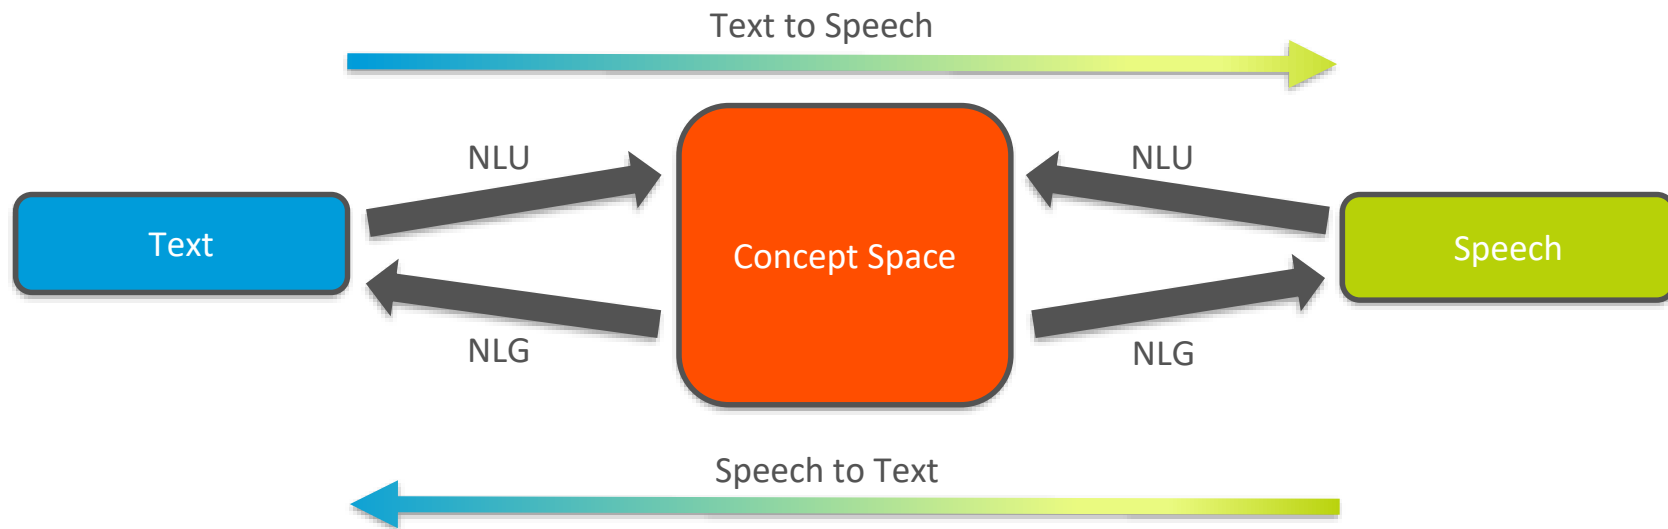 Text to Speech
NLU
NLU
Text
Concept Space
Speech
NLG
NLG
Speech to Text